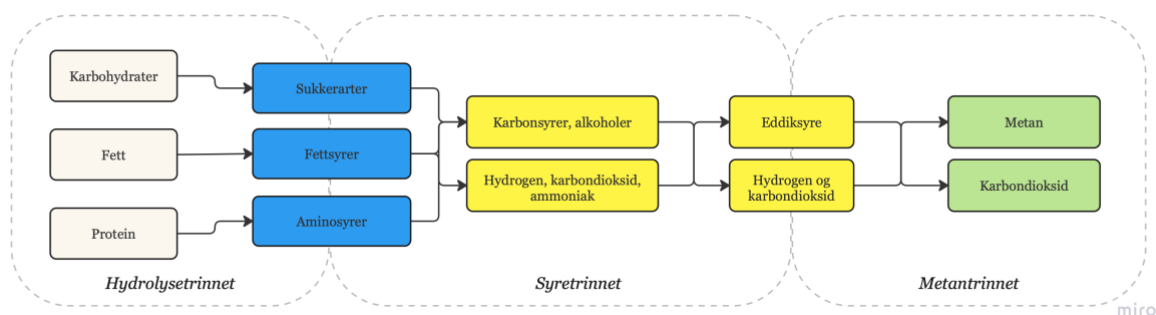 Karbohydrater
Fett
Protein
Sukkerarter
Fettsyrer
Aminosyrer
Karbonsyrer, alkoholer
Hydrogen, karbondioksid,
ammoniak
Eddiksyre
Hydrogen og
karbondioksid
Metan
Karbondioksid
Hydrolysetrinnet
Syretrinnet
Metantrinnet
miro